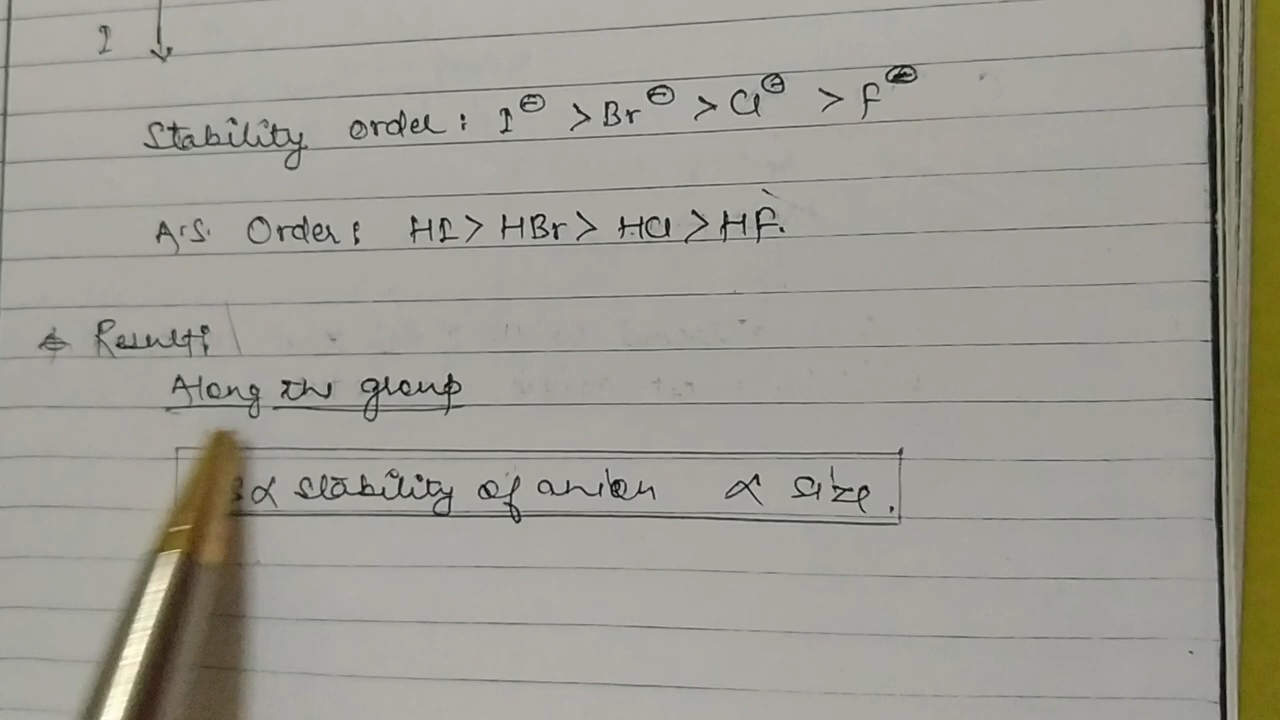 I ↓
Stability order : I⊖ > Br⊖ > Cl⊖ > F⊖
A.S. Order : HI > HBr > HCl > HF.
Result:
Along the group
∝ stability of anion ∝ size.